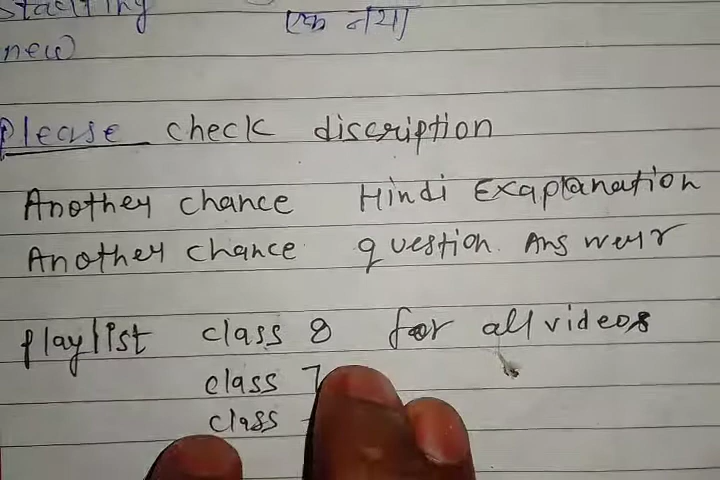 starting एक नया
new
Please check discription
Another chance Hindi Exaplanation
Another chance question Answer
playlist class 8 for all videos
class 7
class